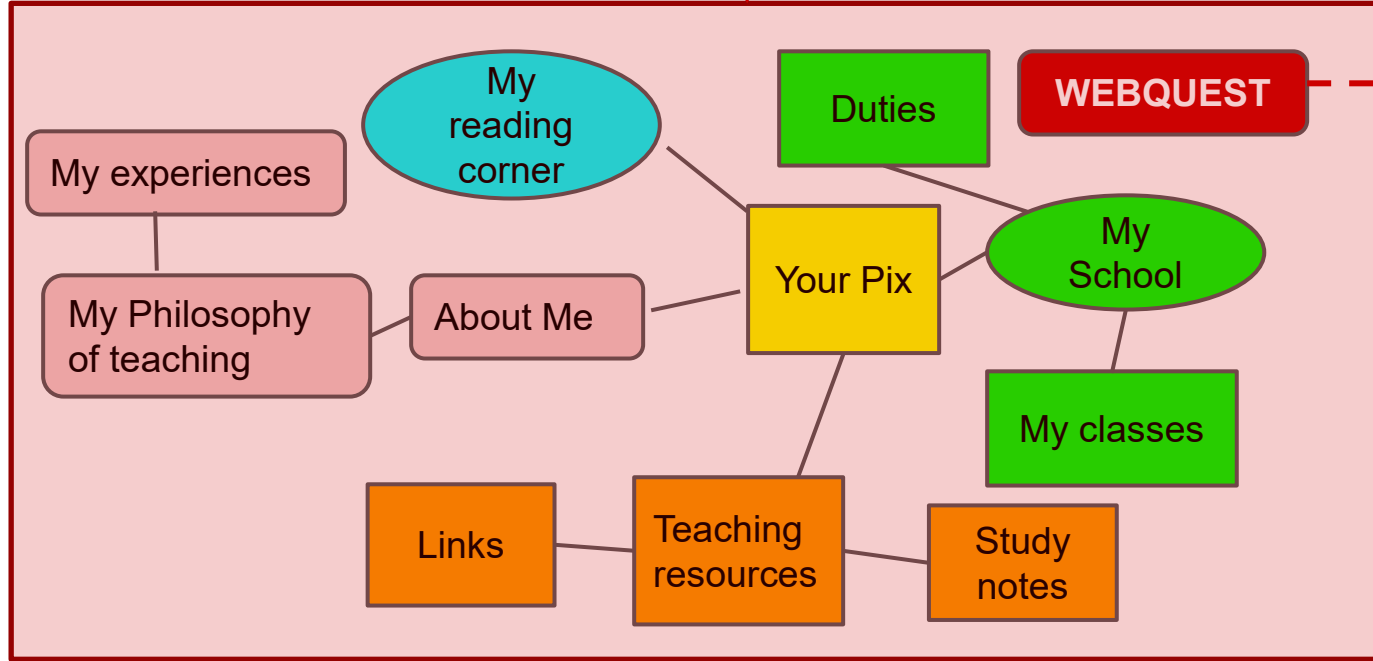 My
reading
corner
Duties
WEBQUEST
My experiences
My
School
Your Pix
My Philosophy
of teaching
About Me
My classes
Links
Teaching
resources
Study
notes